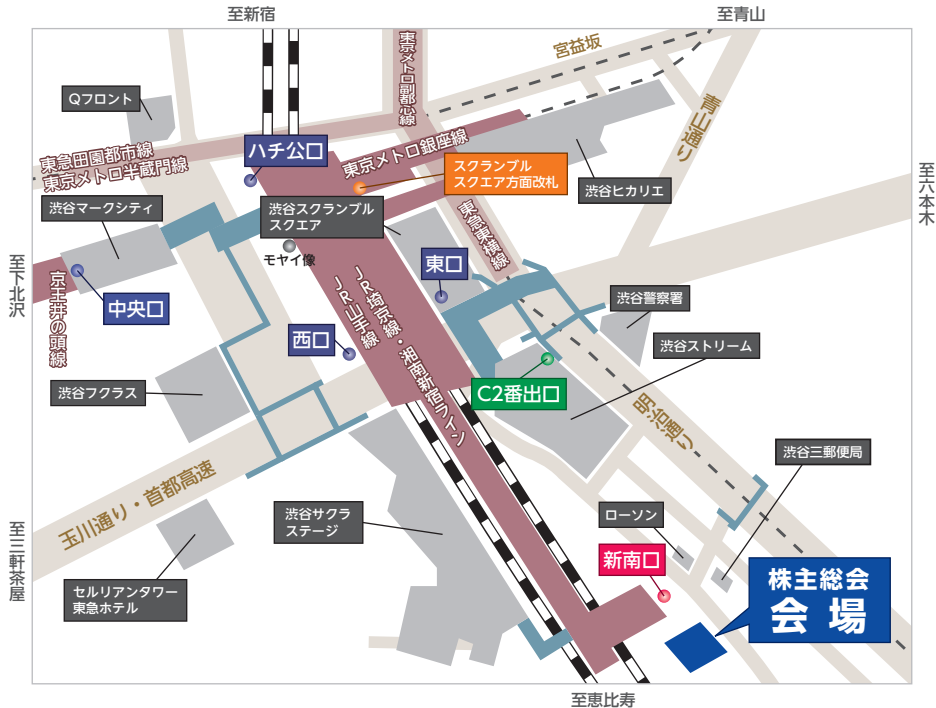 至新宿
至青山
宮益坂
東京メトロ副都心線
青山通り
Qフロント
ハチ公口
東急田園都市線
東京メトロ半蔵門線
東京メトロ銀座線
スクランブル
スクエア方面改札
渋谷ヒカリエ
至六本木
渋谷マークシティ
渋谷スクランブル
スクエア
東急東横線
モヤイ像
東口
至下北沢
京王井の頭線
中央口
JR埼京線・湘南新宿ライン
JR山手線
渋谷警察署
西口
渋谷ストリーム
渋谷フクラス
C2番出口
明治通り
渋谷三郵便局
玉川通り・首都高速
渋谷サクラ
ステージ
ローソン
至三軒茶屋
新南口
セルリアンタワー
東急ホテル
株主総会
会場
至恵比寿